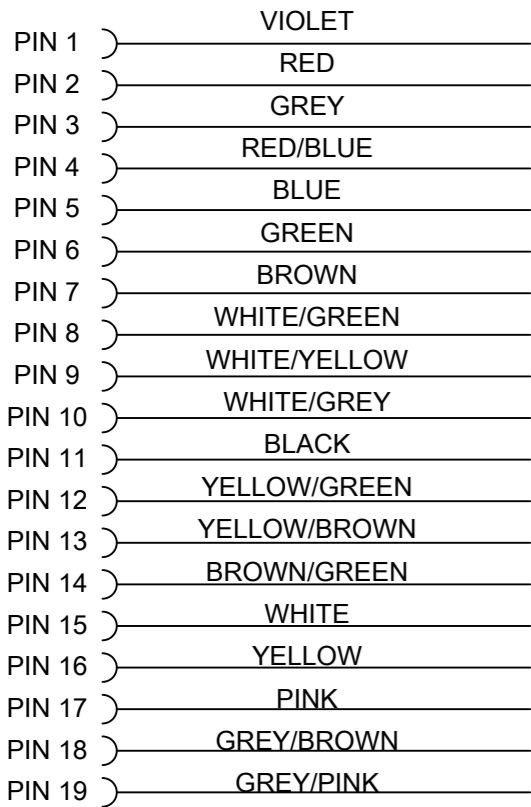 PIN 1 VIOLET
PIN 2 RED
PIN 3 GREY
PIN 4 RED/BLUE
PIN 5 BLUE
PIN 6 GREEN
PIN 7 BROWN
PIN 8 WHITE/GREEN
PIN 9 WHITE/YELLOW
PIN 10 WHITE/GREY
PIN 11 BLACK
PIN 12 YELLOW/GREEN
PIN 13 YELLOW/BROWN
PIN 14 BROWN/GREEN
PIN 15 WHITE
PIN 16 YELLOW
PIN 17 PINK
PIN 18 GREY/BROWN
PIN 19 GREY/PINK